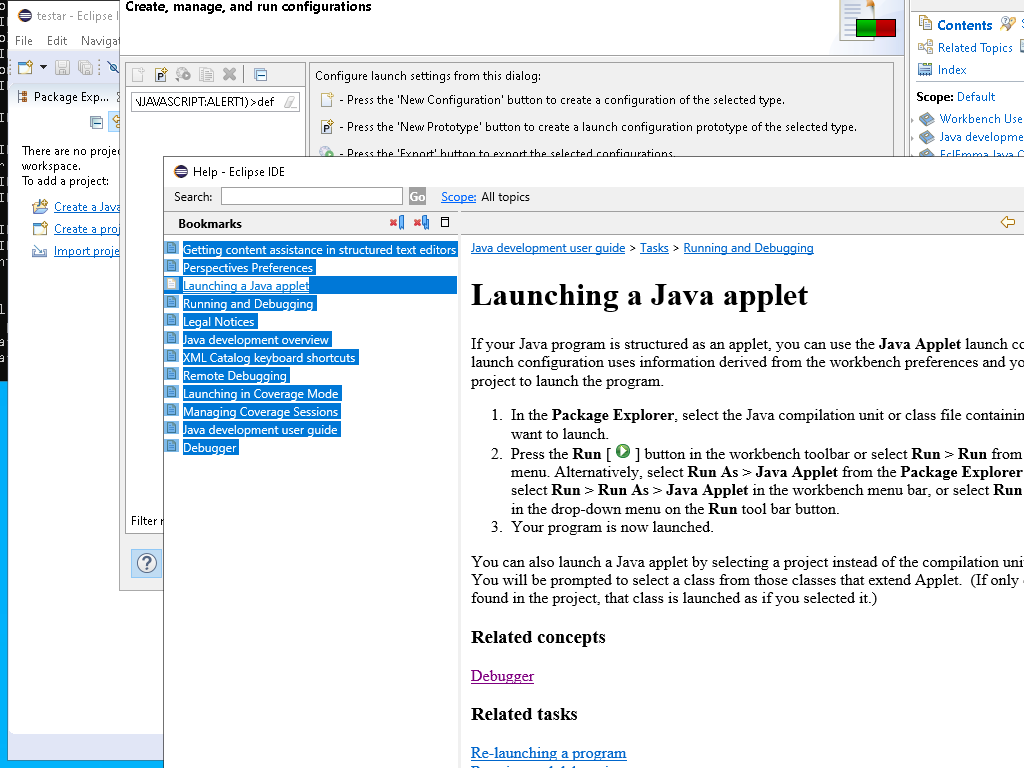 testar - Eclipse I
File Edit Naviga
Package Exp...
There are no proje
workspace.
To add a project:
Create a Java
Create a proj
Import proje
Create, manage, and run configurations
\JAVASCRIPT:ALERT1)>def
Filter r
Configure launch settings from this dialog:
- Press the 'New Configuration' button to create a configuration of the selected type.
- Press the 'New Prototype' button to create a launch configuration prototype of the selected type.
- Press the 'Export' button to export the selected configurations.
Contents
Related Topics
Index
Scope: Default
Workbench Use
Java developme
EclEmma Java C
Help - Eclipse IDE
Search: Go Scope: All topics
Bookmarks
Getting content assistance in structured text editors
Perspectives Preferences
Launching a Java applet
Running and Debugging
Legal Notices
Java development overview
XML Catalog keyboard shortcuts
Remote Debugging
Launching in Coverage Mode
Managing Coverage Sessions
Java development user guide
Debugger
Java development user guide > Tasks > Running and Debugging
Launching a Java applet
If your Java program is structured as an applet, you can use the Java Applet launch co
launch configuration uses information derived from the workbench preferences and yo
project to launch the program.
1. In the Package Explorer, select the Java compilation unit or class file containin
want to launch.
2. Press the Run [ ] button in the workbench toolbar or select Run > Run from
menu. Alternatively, select Run As > Java Applet from the Package Explorer
select Run > Run As > Java Applet in the workbench menu bar, or select Run
in the drop-down menu on the Run tool bar button.
3. Your program is now launched.
You can also launch a Java applet by selecting a project instead of the compilation uni
You will be prompted to select a class from those classes that extend Applet. (If only
found in the project, that class is launched as if you selected it.)
Related concepts
Debugger
Related tasks
Re-launching a program